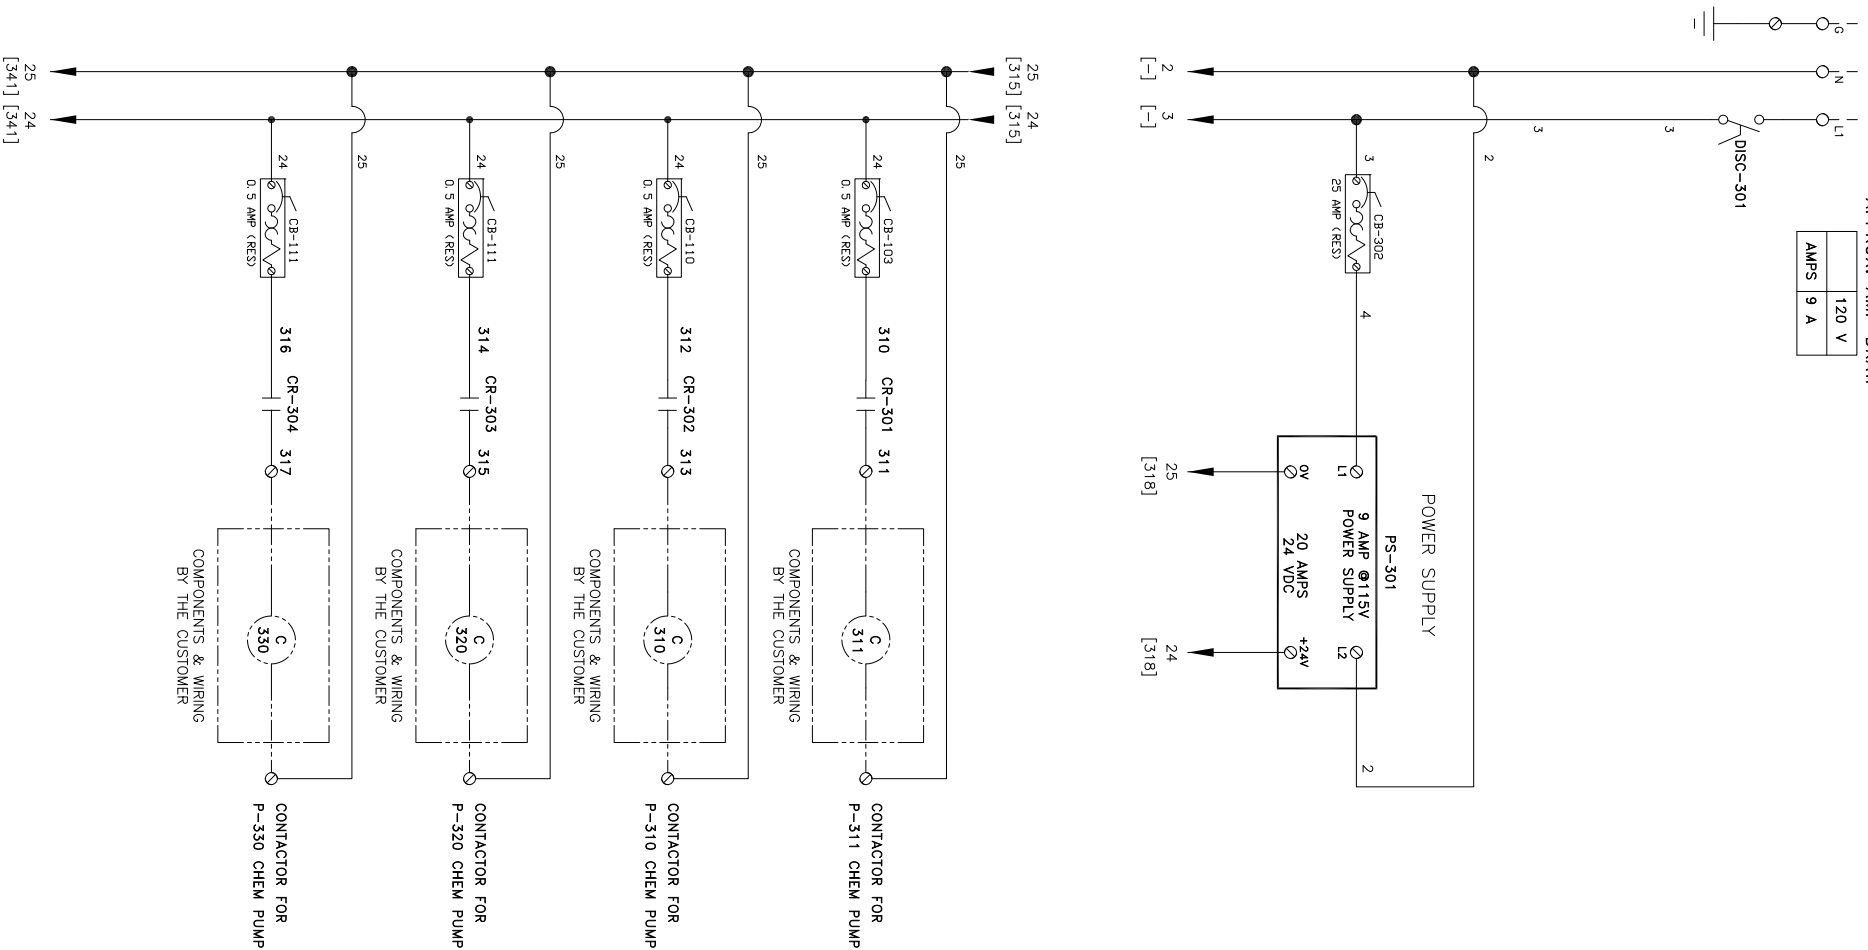 G N L1
120 V
AMPS 9 A
DISC-301
3
3
2
POWER SUPPLY
PS-301
CB-302
3
2
4
9 AMP @115V
POWER SUPPLY
25 AMP (RES)
L1 L2
0V +24V
20 AMPS
24 VDC
2 3 25 24
[-] [-] [318] [318]
25 24
[315] [315]
25
CB-103
24
310 CR-301 311
0.5 AMP (RES)
C
311
CONTACTOR FOR
P-311 CHEM PUMP
COMPONENTS & WIRING
BY THE CUSTOMER
25
CB-110
24
312 CR-302 313
0.5 AMP (RES)
C
310
CONTACTOR FOR
P-310 CHEM PUMP
COMPONENTS & WIRING
BY THE CUSTOMER
25
CB-111
24
314 CR-303 315
0.5 AMP (RES)
C
320
CONTACTOR FOR
P-320 CHEM PUMP
COMPONENTS & WIRING
BY THE CUSTOMER
25
CB-111
24
316 CR-304 317
0.5 AMP (RES)
C
330
CONTACTOR FOR
P-330 CHEM PUMP
COMPONENTS & WIRING
BY THE CUSTOMER
25 24
[341] [341]